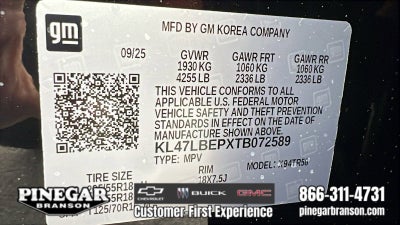 gm
MFD BY GM KOREA COMPANY
09/25 GVWR GAWR FRT GAWR RR
1930 KG 1060 KG 1060 KG
4255 LB 2336 LB 2336 LB
THIS VEHICLE CONFORMS TO ALL
APPLICABLE U.S. FEDERAL MOTOR
VEHICLE SAFETY AND THEFT PREVENTION
STANDARDS IN EFFECT ON THE DATE OF
MANUFACTURE SHOWN ABOVE.
KL47LBEPXTB072589
TYPE: MPV MODEL:
TIRE SIZE RIM
18X7.5J
PINEGAR
BRANSON
CHEVROLET BUICK GMC
Customer First Experience
866-311-4731
pinegarbranson.com